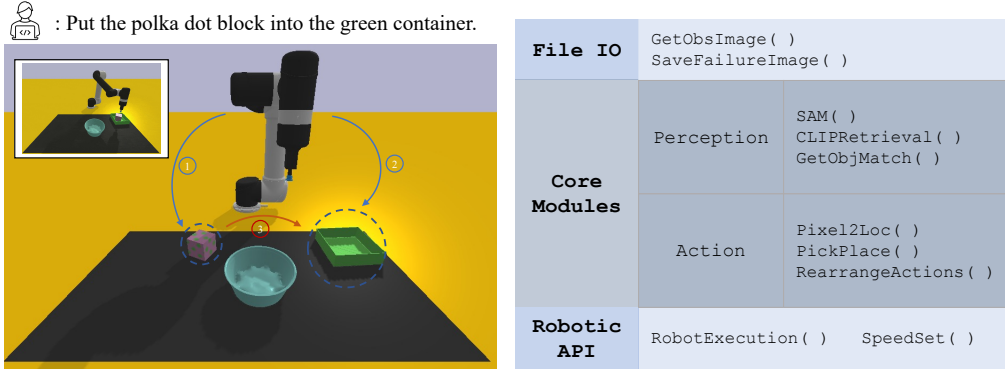 : Put the polka dot block into the green container.
1
2
3
File IO
GetObsImage( )
SaveFailureImage( )
Core
Modules
Perception
SAM( )
CLIPRetrieval( )
GetObjMatch( )
Action
Pixel2Loc( )
PickPlace( )
RearrangeActions( )
Robotic
API
RobotExecution( ) SpeedSet( )